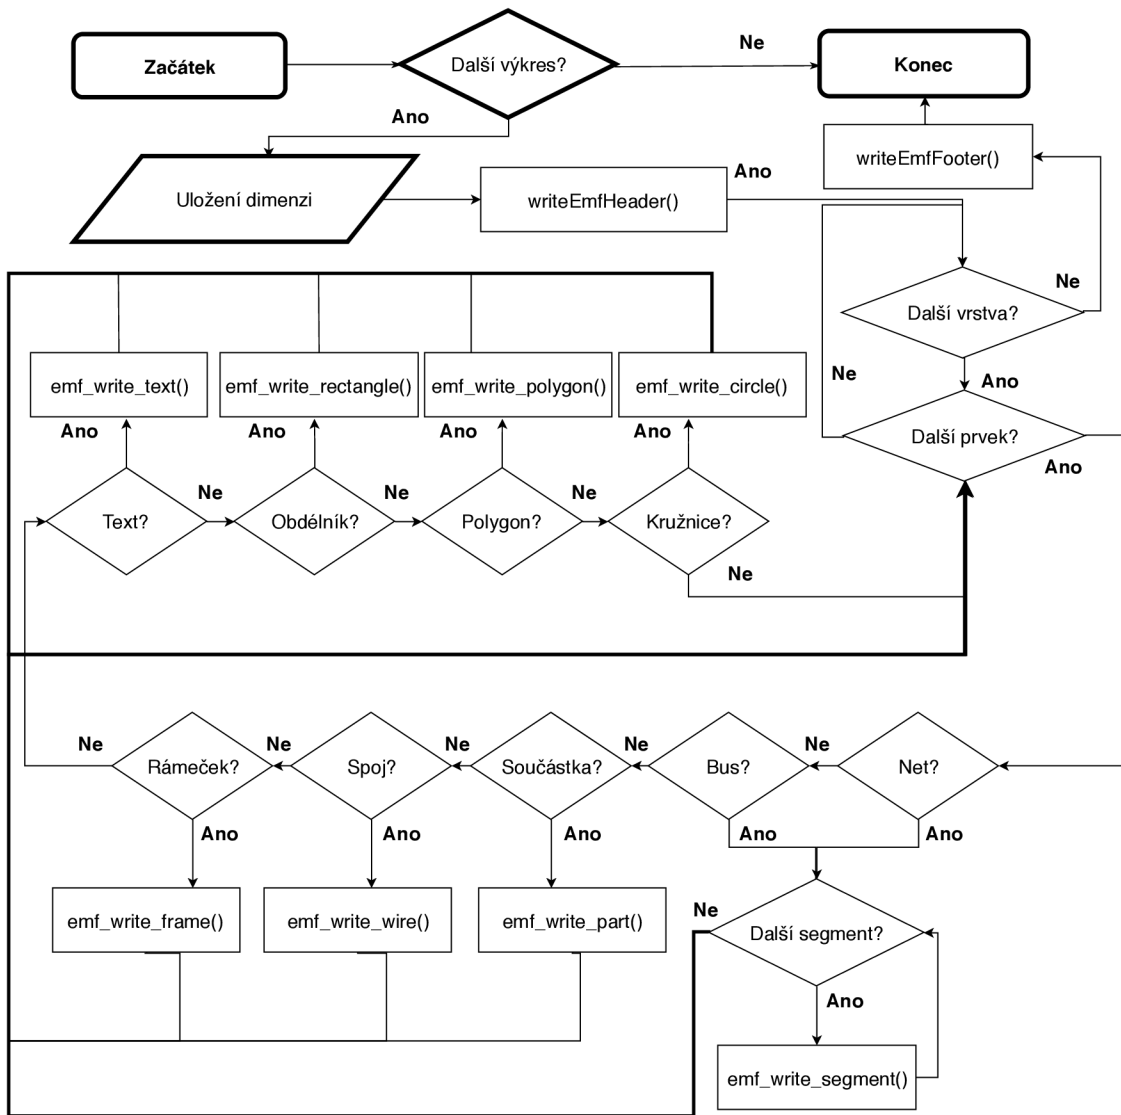 Začátek
Další výkres?
Ne
Konec
Ano
writeEmfFooter()
Uložení dimenzi
writeEmfHeader()
Ano
Další vrstva?
Ne
Ano
Ne
emf_write_text()
emf_write_rectangle()
emf_write_polygon()
emf_write_circle()
Ano
Ano
Ano
Ano
Další prvek?
Ano
Text?
Ne
Obdélník?
Ne
Polygon?
Ne
Kružnice?
Ne
Ne
Rámeček?
Ne
Spoj?
Ne
Součástka?
Ne
Bus?
Ne
Net?
Ano
Ano
Ano
Ano
Ano
emf_write_frame()
emf_write_wire()
emf_write_part()
Ne
Další segment?
Ano
emf_write_segment()